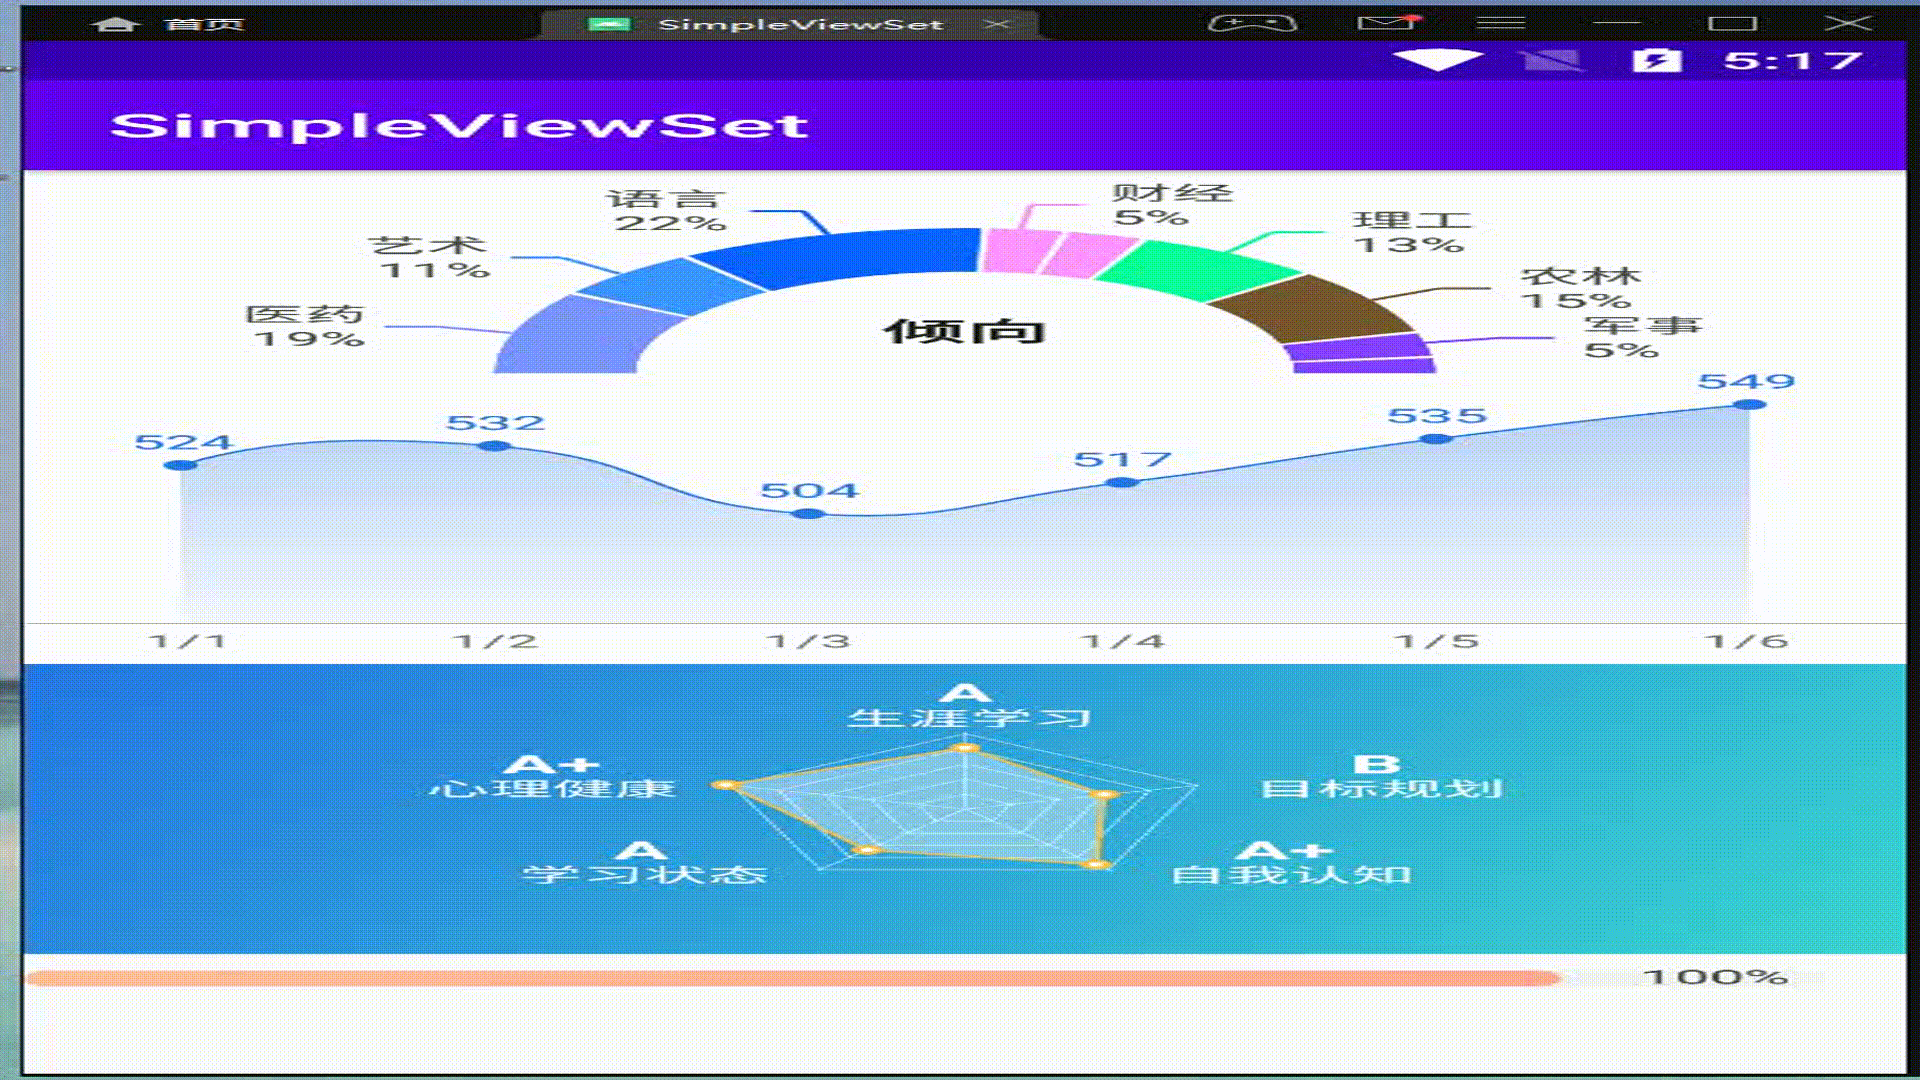 首页
SimpleViewSet
5:17
SimpleViewSet
语言
22%
财经
5%
理工
13%
艺术
11%
农林
15%
医药
19%
军事
5%
倾向
549
535
532
524
517
504
1/1
1/2
1/3
1/4
1/5
1/6
A
生涯学习
A+
心理健康
B
目标规划
A
学习状态
A+
自我认知
100%